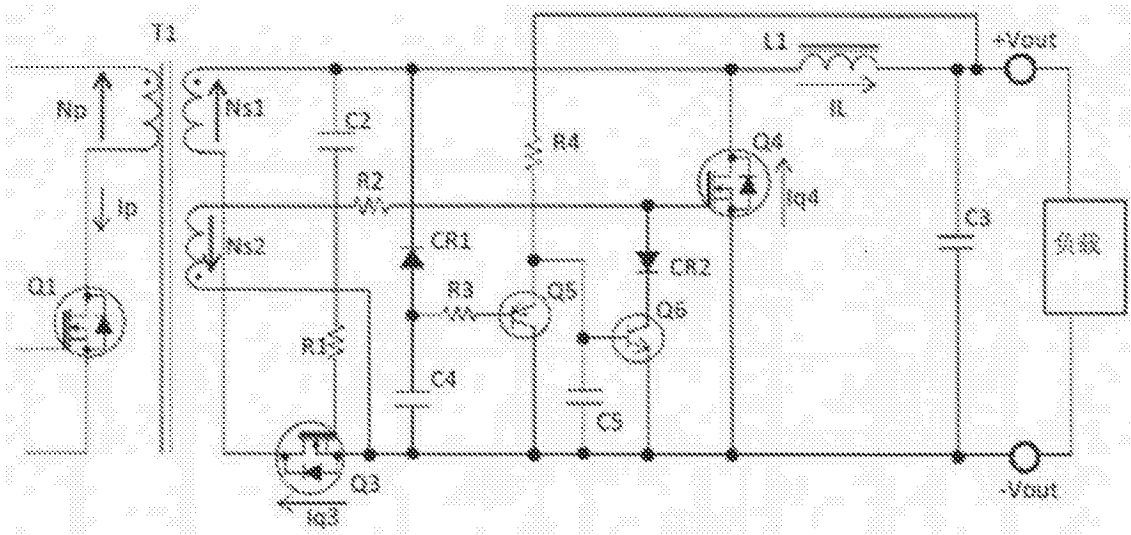 T1
L1
+Vout
Np
Ns1
C2
IL
R4
Q4
R2
Ip
Iq4
C3
Ns2
CR1
CR2
负载
Q1
R3
Q5
Q6
R1
C4
C5
Q3
Iq3
-Vout